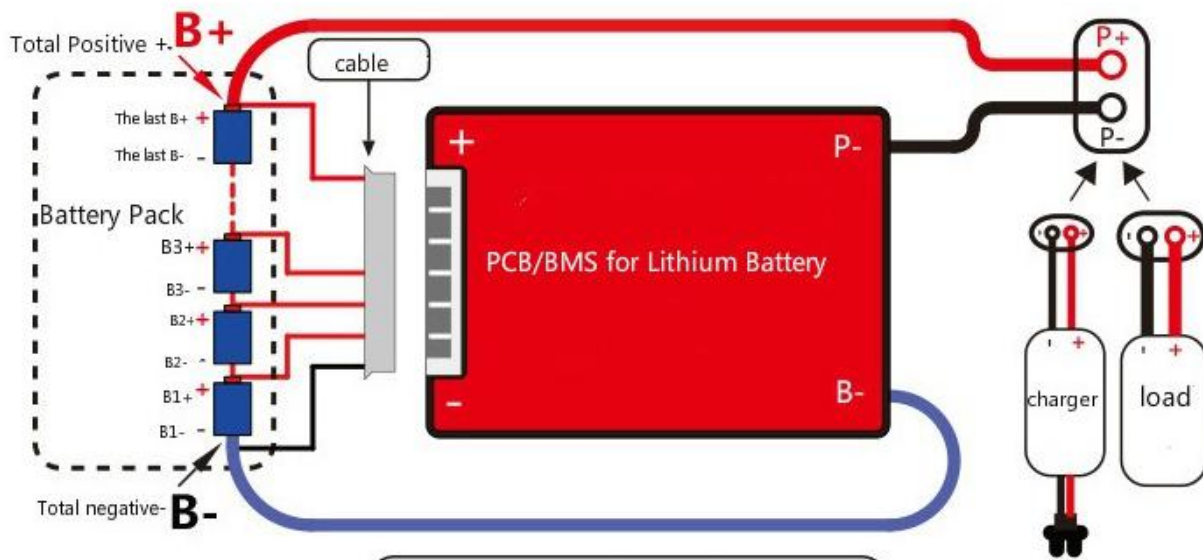 Total Positive +
B+
cable
P+
P-
The last B+ +
The last B- -
+
P-
Battery Pack
B3+ +
B3- -
B2+ +
B2- -
B1+ +
B1- -
PCB/BMS for Lithium Battery
B-
-
- +
- +
- +
- +
charger
load
Total negative-
B-